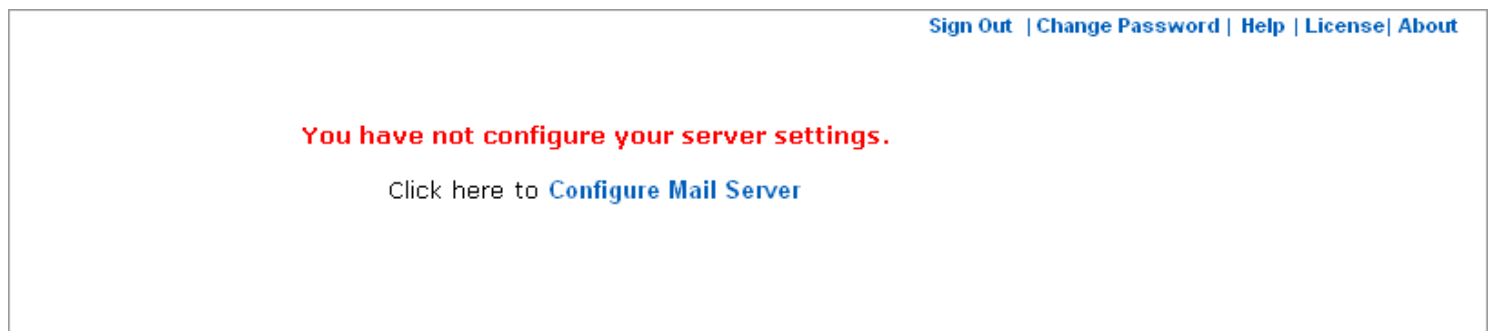 Sign Out | Change Password | Help | License| About
You have not configure your server settings.
Click here to Configure Mail Server